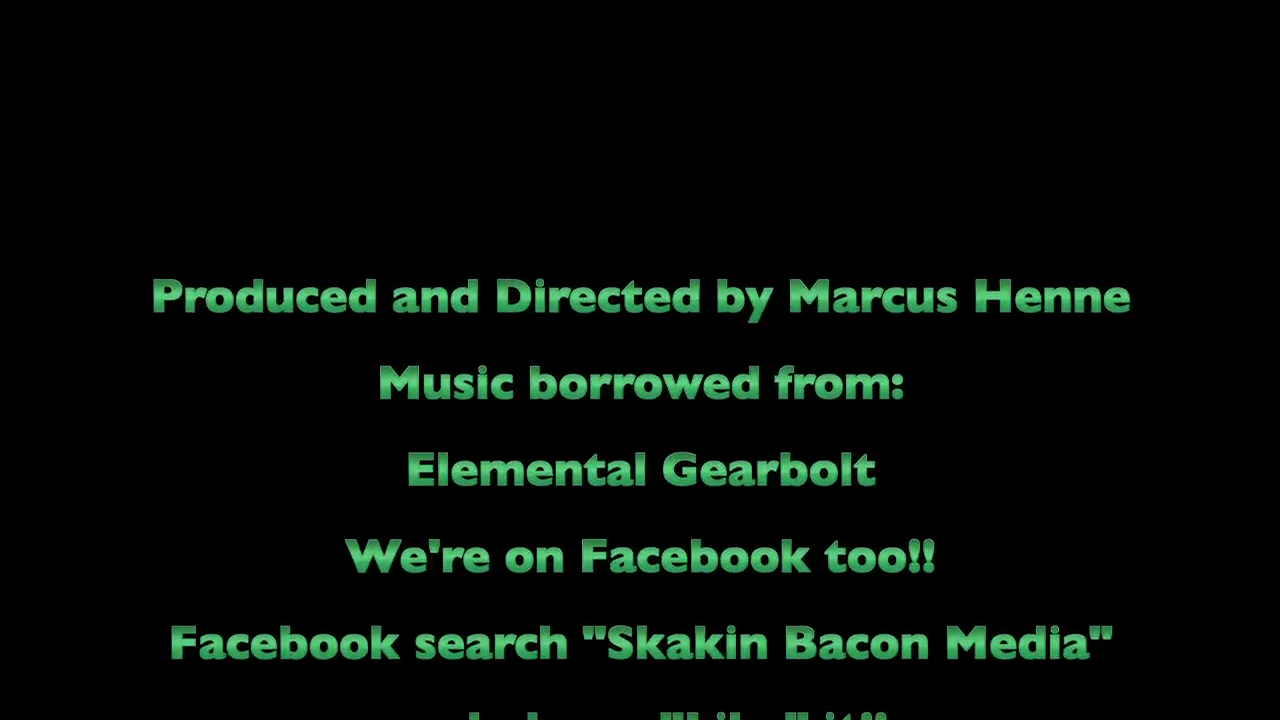 Produced and Directed by Marcus Henne
Music borrowed from:
Elemental Gearbolt
We're on Facebook too!!
Facebook search "Skakin Bacon Media"